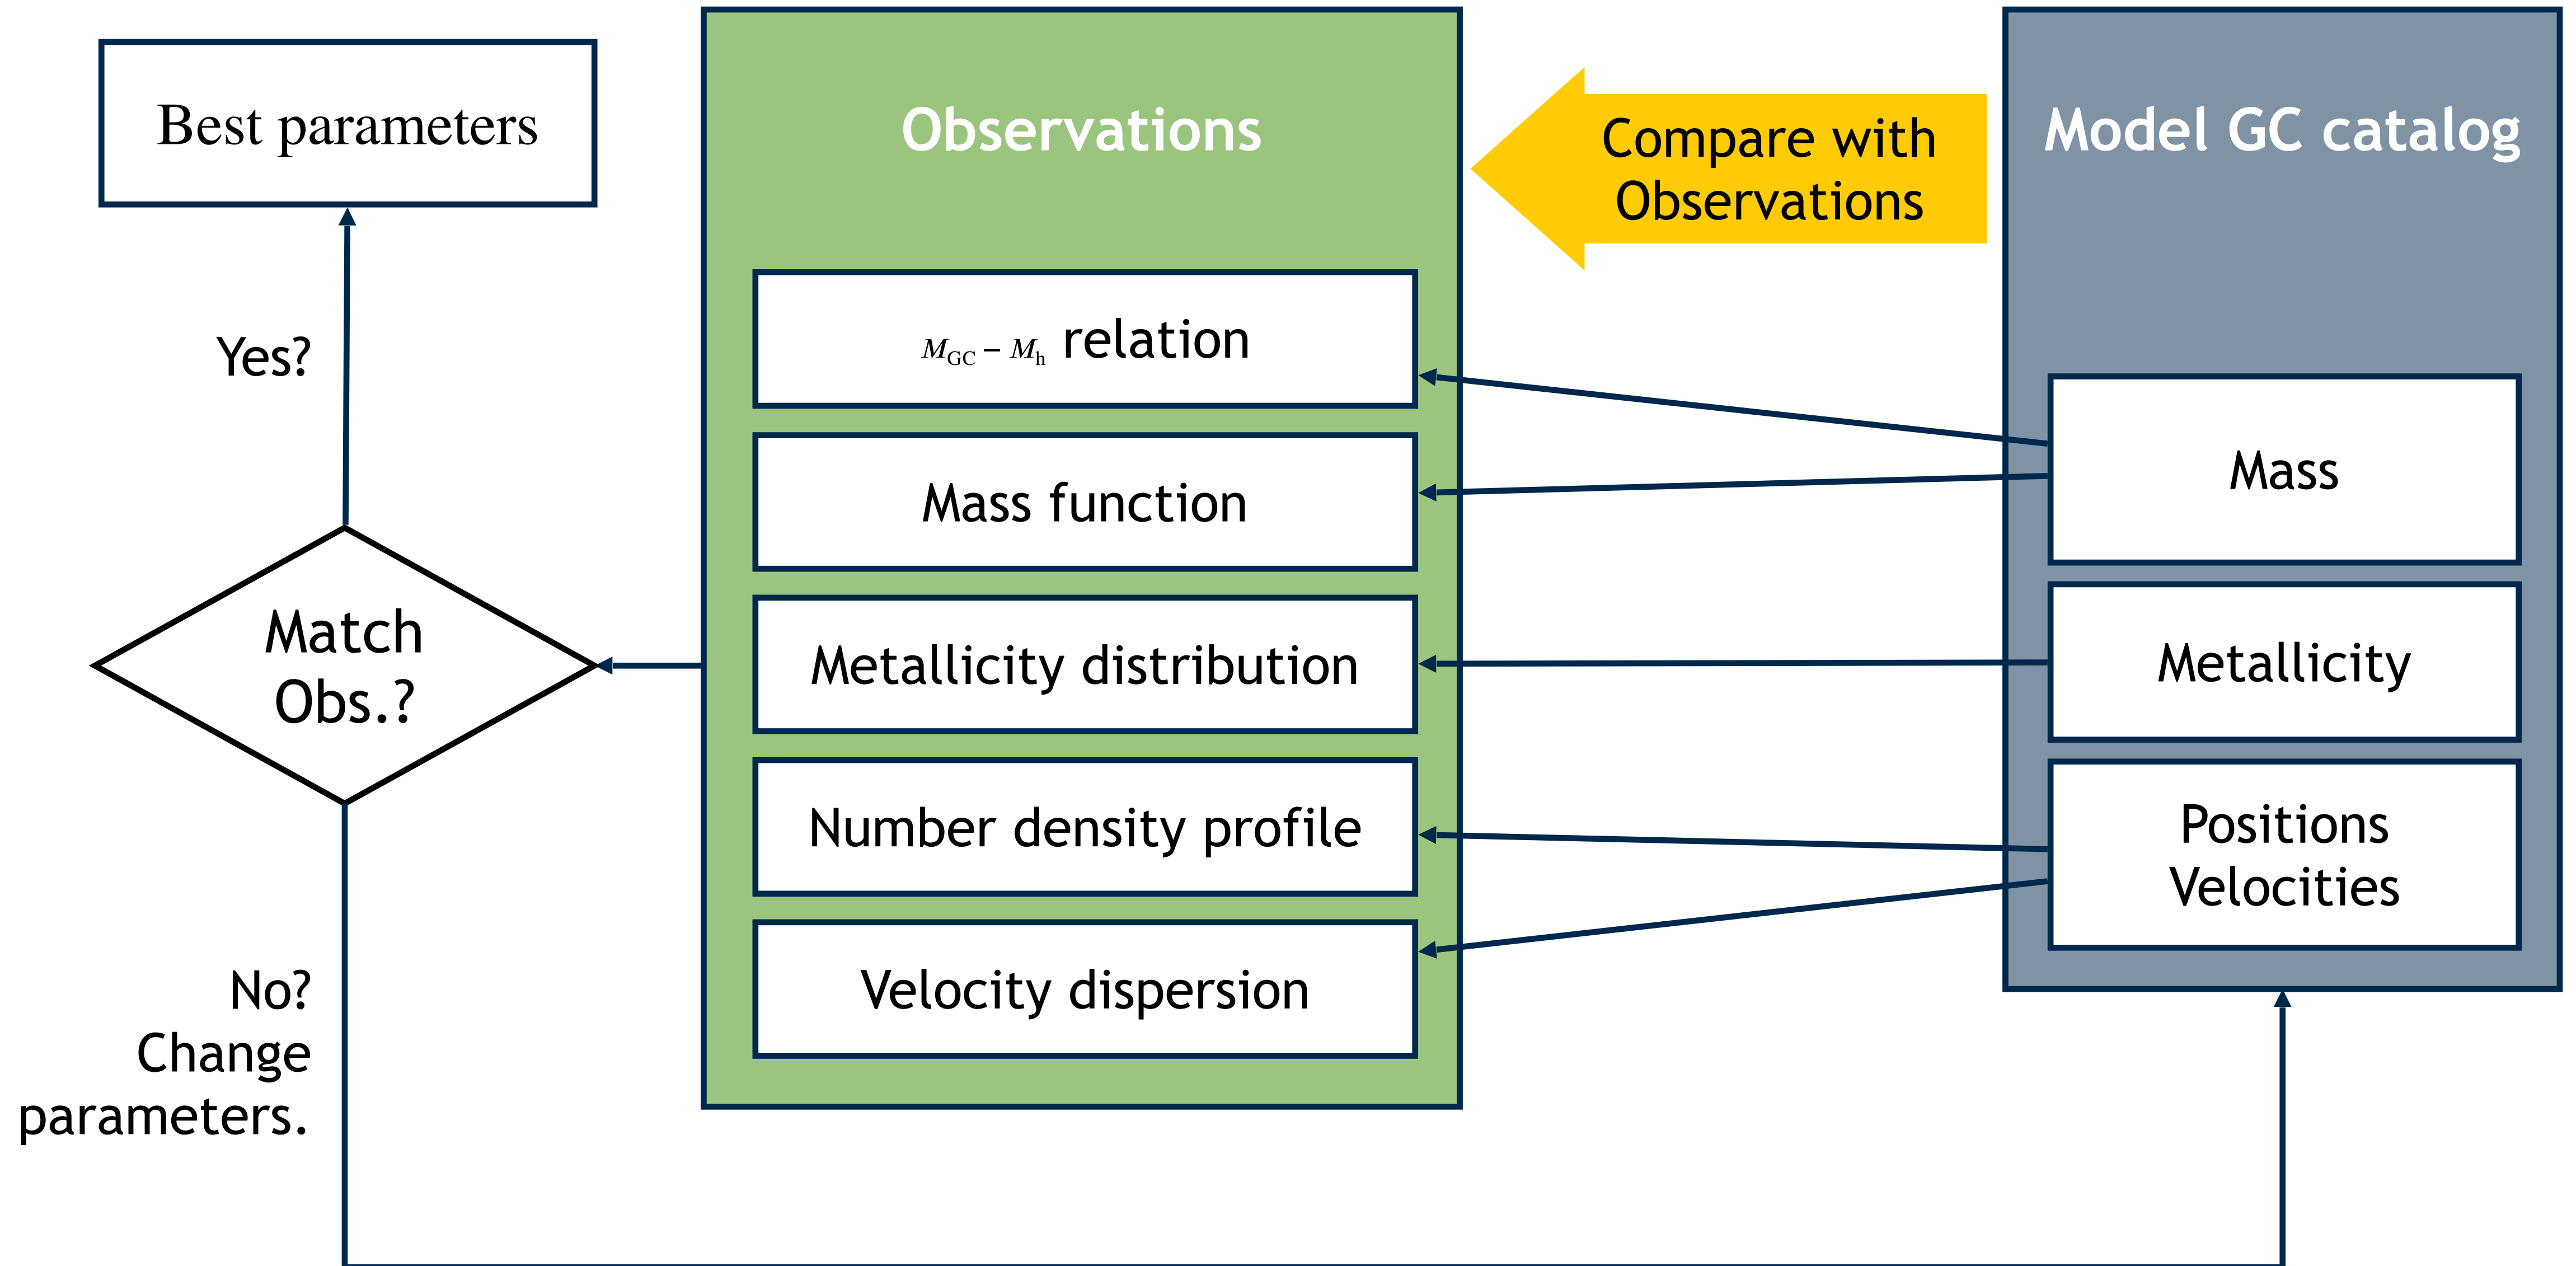 Best parameters
Yes?
Match
Obs.?
No?
Change
parameters.
Observations
M_GC – M_h relation
Mass function
Metallicity distribution
Number density profile
Velocity dispersion
Compare with
Observations
Model GC catalog
Mass
Metallicity
Positions
Velocities